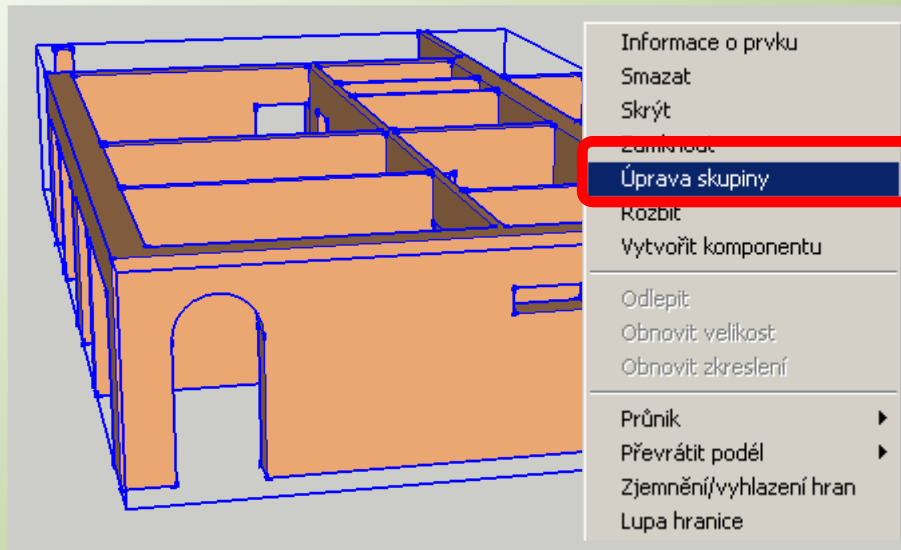 Informace o prvku
Smazat
Skrýt
Zamknout
Úprava skupiny
Rozbít
Vytvořit komponentu
Odlepit
Obnovit velikost
Obnovit zkreslení
Průnik
Převrátit podél
Zjemnění/vyhlazení hran
Lupa hranice